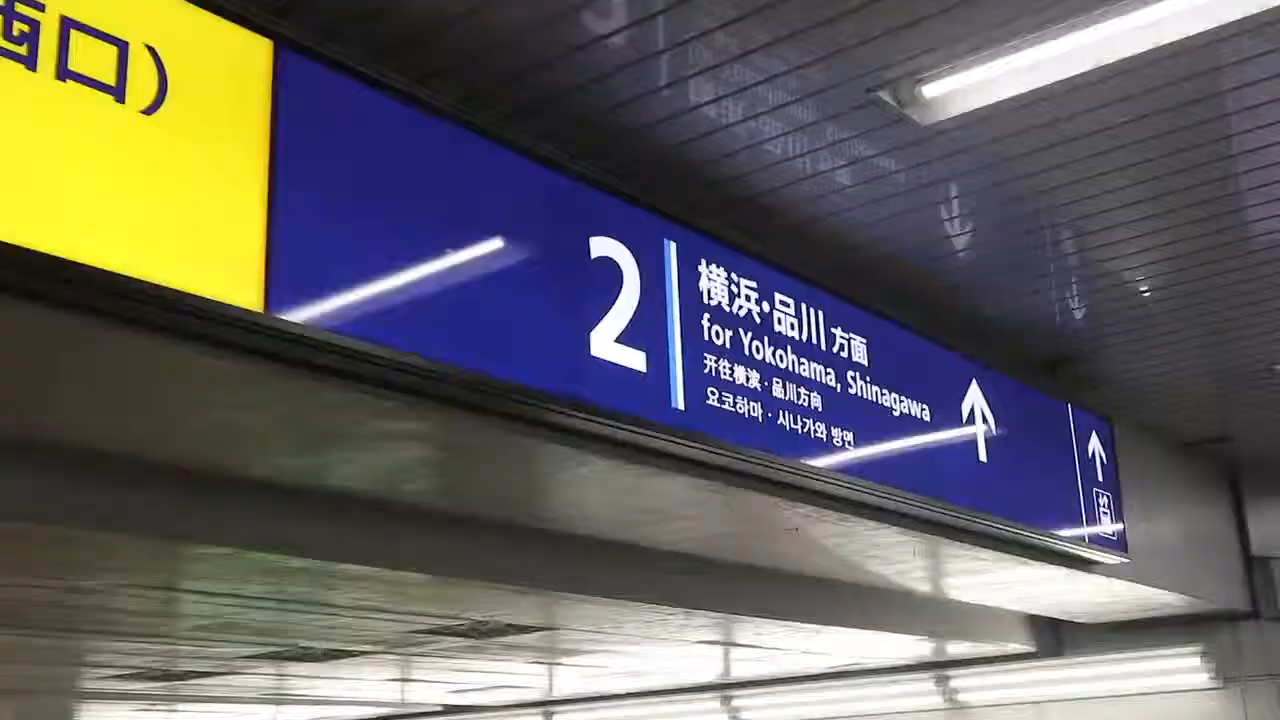 西口）
2
横浜・品川 方面
for Yokohama, Shinagawa
开往横滨・品川方向
요코하마・시나가와 방면